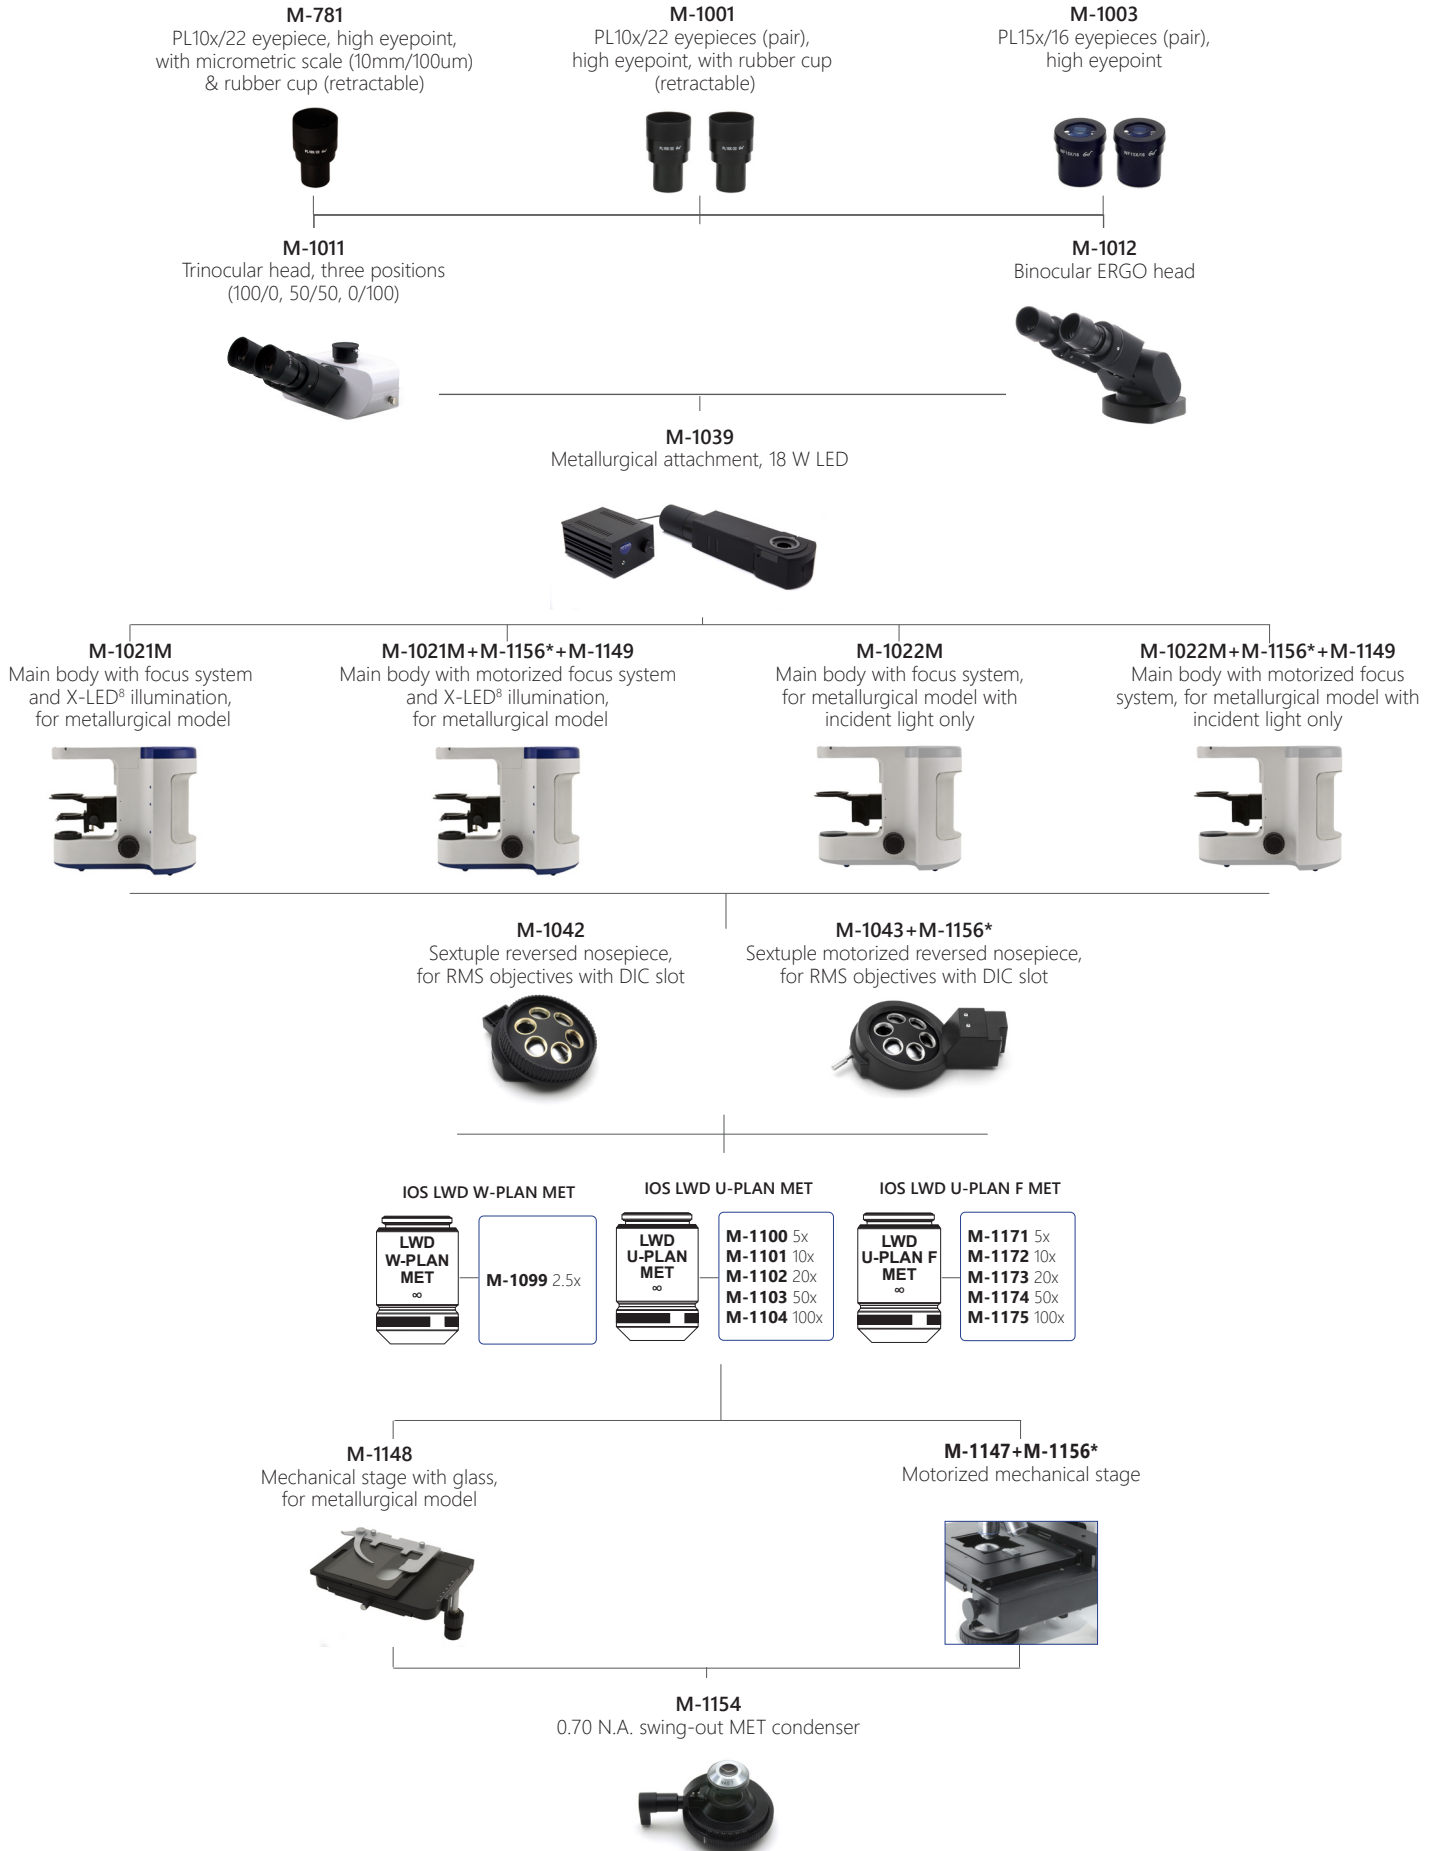 M-781
PL10x/22 eyepiece, high eyepoint,
with micrometric scale (10mm/100um)
& rubber cup (retractable)
M-1001
PL10x/22 eyepieces (pair),
high eyepoint, with rubber cup
(retractable)
M-1003
PL15x/16 eyepieces (pair),
high eyepoint
M-1011
Trinocular head, three positions
(100/0, 50/50, 0/100)
M-1012
Binocular ERGO head
M-1039
Metallurgical attachment, 18 W LED
M-1021M
Main body with focus system
and X-LED⁸ illumination,
for metallurgical model
M-1021M+M-1156*+M-1149
Main body with motorized focus system
and X-LED⁸ illumination,
for metallurgical model
M-1022M
Main body with focus system,
for metallurgical model with
incident light only
M-1022M+M-1156*+M-1149
Main body with motorized focus
system, for metallurgical model with
incident light only
M-1042
Sextuple reversed nosepiece,
for RMS objectives with DIC slot
M-1043+M-1156*
Sextuple motorized reversed nosepiece,
for RMS objectives with DIC slot
IOS LWD W-PLAN MET
LWD
W-PLAN
MET
∞
M-1099 2.5x
IOS LWD U-PLAN MET
LWD
U-PLAN
MET
∞
M-1100 5x
M-1101 10x
M-1102 20x
M-1103 50x
M-1104 100x
IOS LWD U-PLAN F MET
LWD
U-PLAN F
MET
∞
M-1171 5x
M-1172 10x
M-1173 20x
M-1174 50x
M-1175 100x
M-1148
Mechanical stage with glass,
for metallurgical model
M-1147+M-1156*
Motorized mechanical stage
M-1154
0.70 N.A. swing-out MET condenser